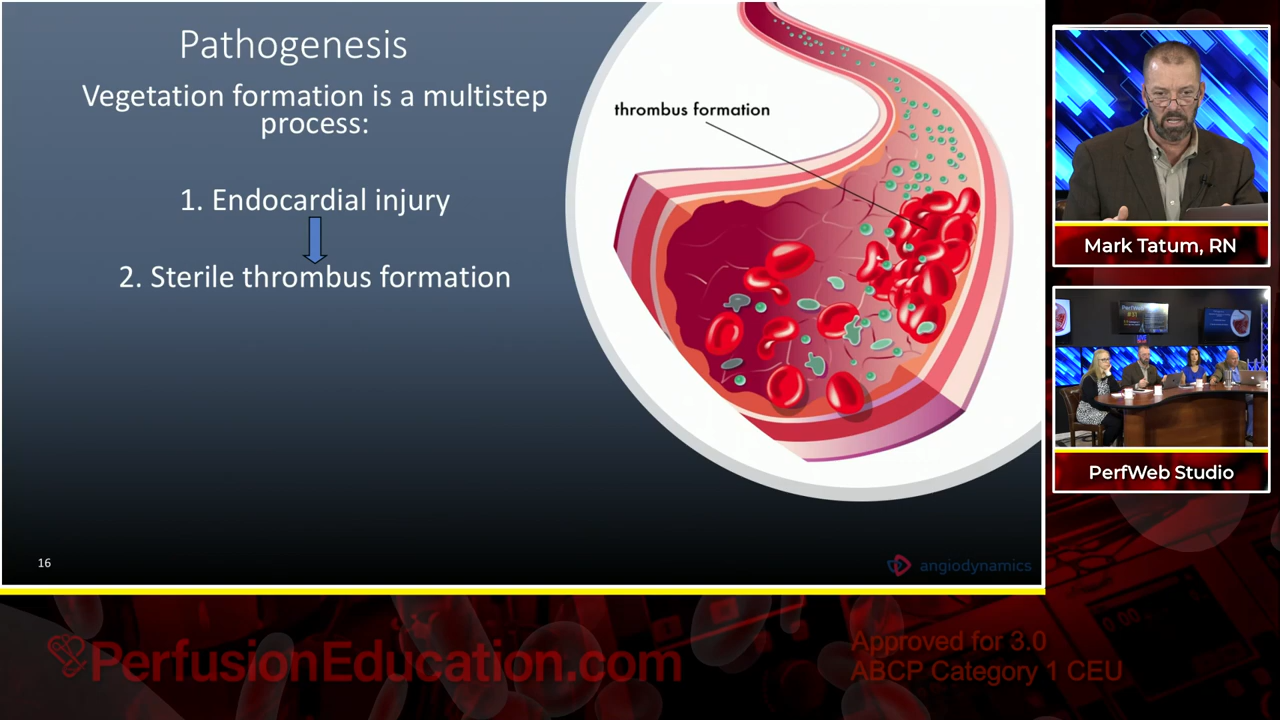 Pathogenesis
Vegetation formation is a multistep
process:
1. Endocardial injury
2. Sterile thrombus formation
thrombus formation
16
angiodynamics
Mark Tatum, RN
PerfWeb Studio
PerfusionEducation.com
Approved for 3.0
ABCP Category 1 CEU